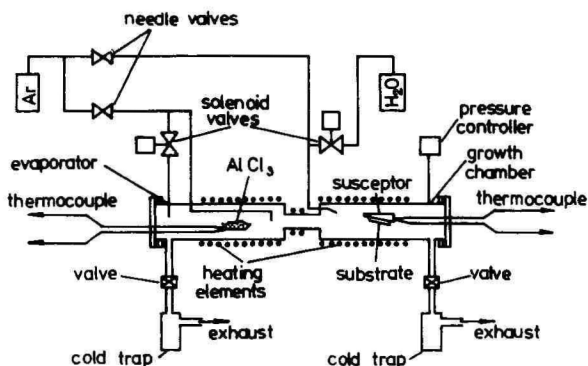 needle valves
Ar
H2O
solenoid
valves
pressure
controller
evaporator
AlCl3
susceptor
growth
chamber
thermocouple
thermocouple
valve
heating
elements
substrate
valve
exhaust
exhaust
cold trap
cold trap